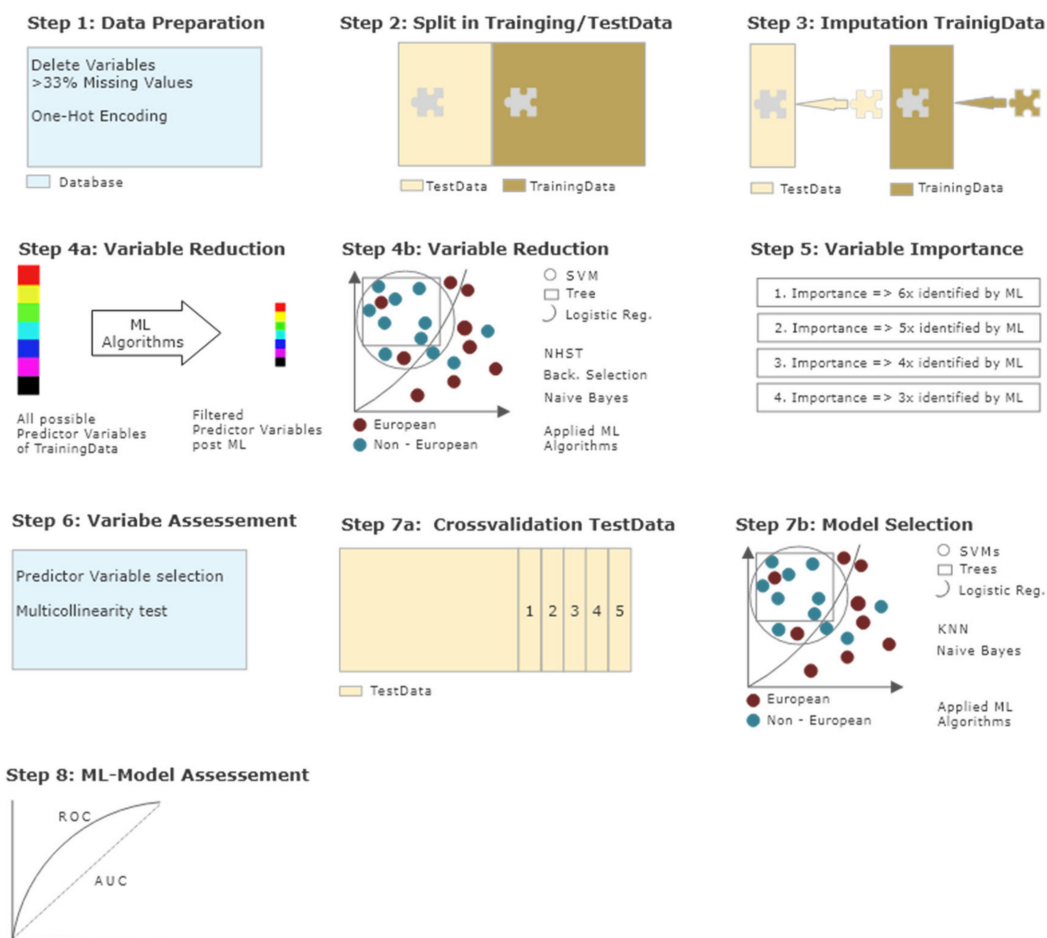 Step 1: Data Preparation
Delete Variables
>33% Missing Values
One-Hot Encoding
Database
Step 2: Split in Trainging/TestData
TestData
TrainingData
Step 3: Imputation TrainigData
TestData
TrainingData
Step 4a: Variable Reduction
ML
Algorithms
All possible
Predictor Variables
of TrainingData
Filtered
Predictor Variables
post ML
Step 4b: Variable Reduction
SVM
Tree
Logistic Reg.
NHST
Back. Selection
Naive Bayes
European
Non - European
Applied ML
Algorithms
Step 5: Variable Importance
1. Importance => 6x identified by ML
2. Importance => 5x identified by ML
3. Importance => 4x identified by ML
4. Importance => 3x identified by ML
Step 6: Variabe Assessement
Predictor Variable selection
Multicollinearity test
Step 7a: Crossvalidation TestData
1 2 3 4 5
TestData
Step 7b: Model Selection
SVMs
Trees
Logistic Reg.
KNN
Naive Bayes
European
Non - European
Applied ML
Algorithms
Step 8: ML-Model Assessement
ROC
AUC